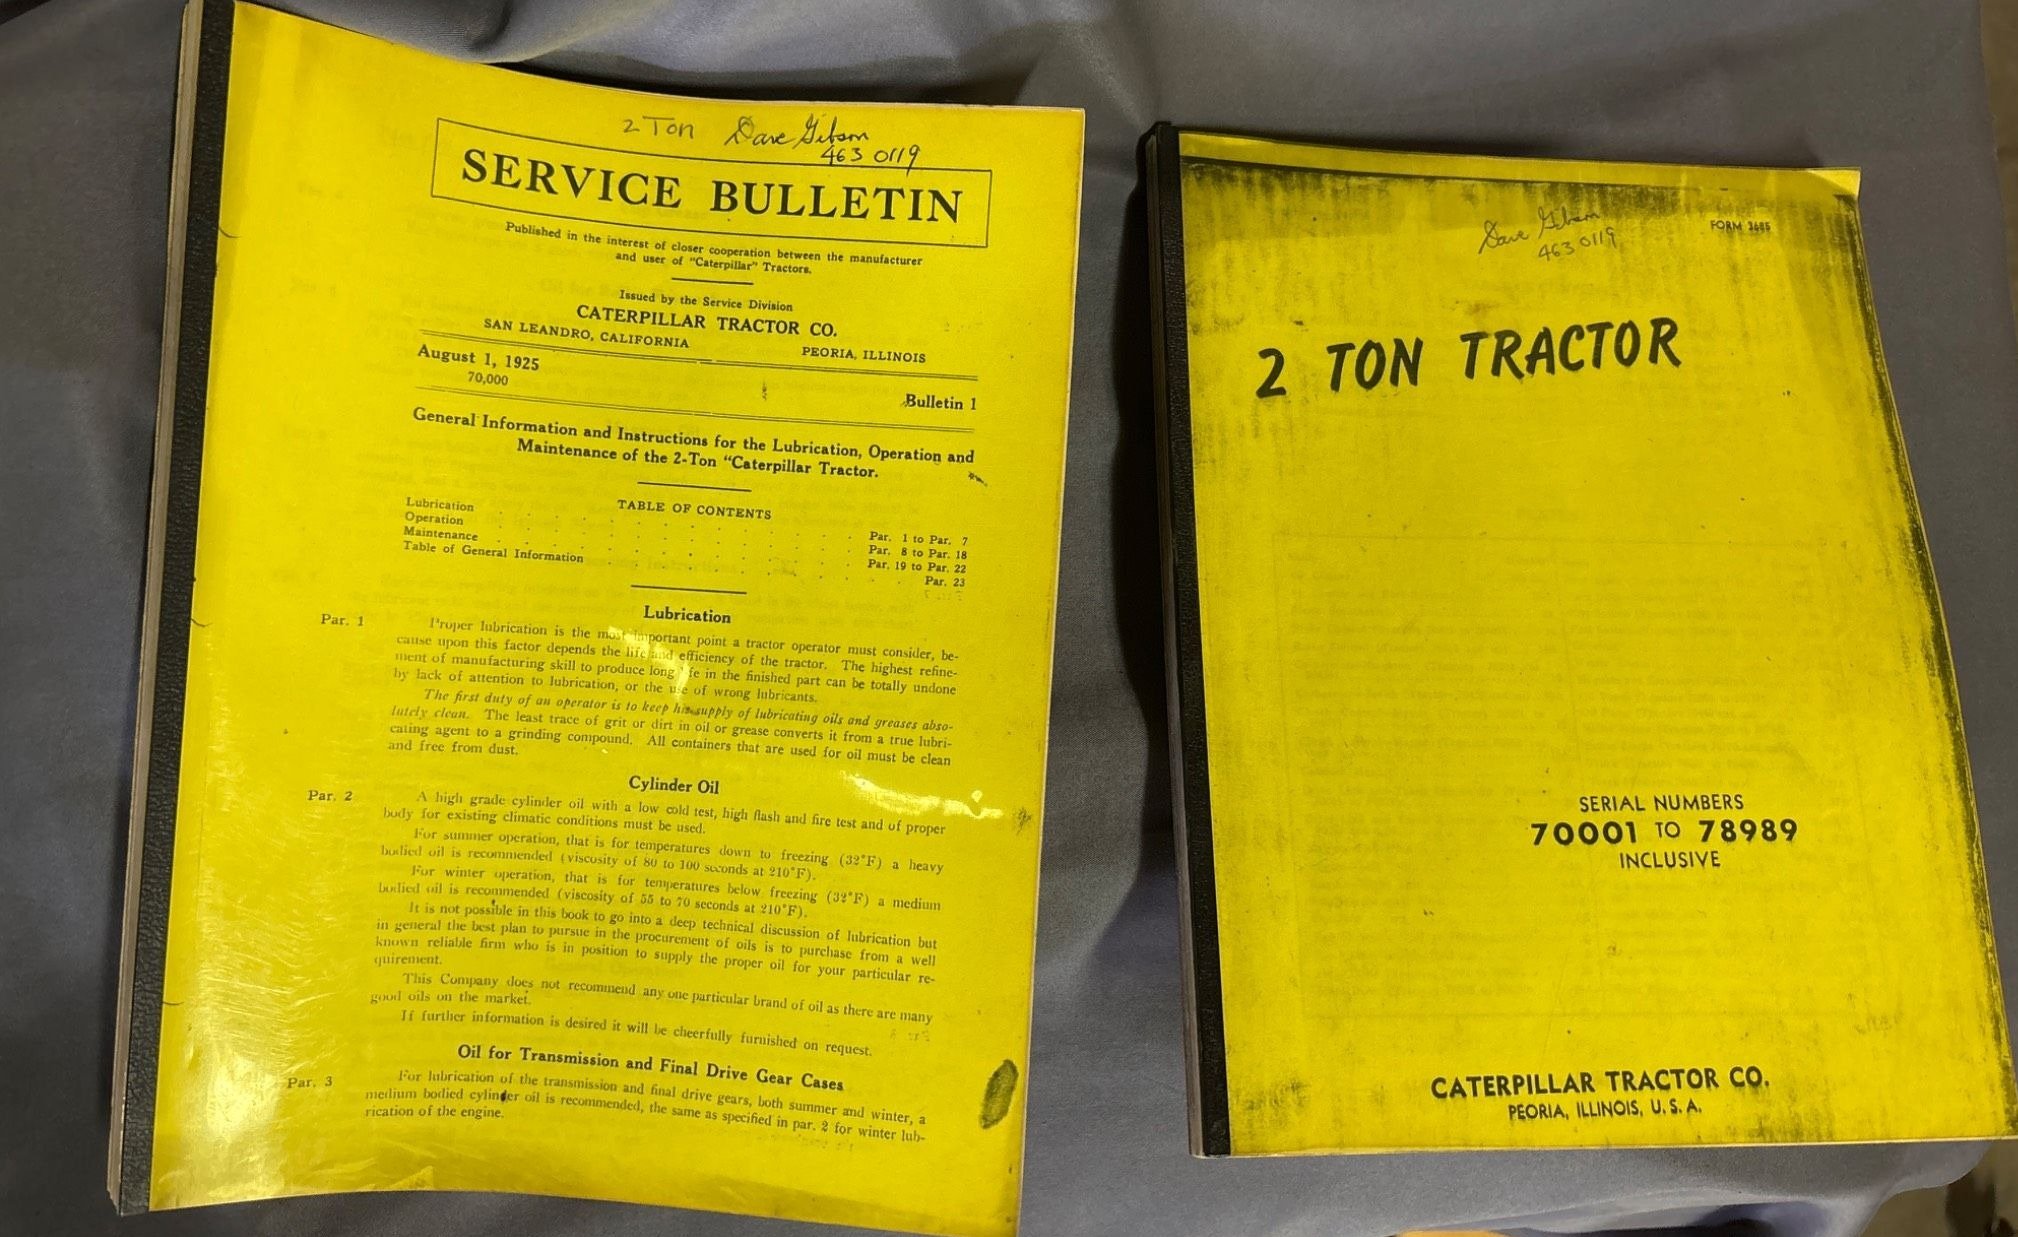 2 Ton Dave Gibson
463 0119
SERVICE BULLETIN
Published in the interest of closer cooperation between the manufacturer
and user of "Caterpillar" Tractors.
Issued by the Service Division
CATERPILLAR TRACTOR CO.
SAN LEANDRO, CALIFORNIA PEORIA, ILLINOIS
August 1, 1925
70,000
Bulletin 1
General Information and Instructions for the Lubrication, Operation and
Maintenance of the 2-Ton "Caterpillar Tractor.
TABLE OF CONTENTS
Lubrication . . . . . . . . . . Par. 1 to Par. 7
Operation . . . . . . . . . . Par. 8 to Par. 18
Maintenance . . . . . . . . . . Par. 19 to Par. 22
Table of General Information . . . . . . . . Par. 23
Lubrication
Par. 1 Proper lubrication is the most important point a tractor operator must consider, be-
cause upon this factor depends the life and efficiency of the tractor. The highest refine-
ment of manufacturing skill to produce long life in the finished part can be totally undone
by lack of attention to lubrication, or the use of wrong lubricants.
The first duty of an operator is to keep his supply of lubricating oils and greases abso-
lutely clean. The least trace of grit or dirt in oil or grease converts it from a true lubri-
cating agent to a grinding compound. All containers that are used for oil must be clean
and free from dust.
Cylinder Oil
Par. 2 A high grade cylinder oil with a low cold test, high flash and fire test and of proper
body for existing climatic conditions must be used.
For summer operation, that is for temperatures down to freezing (32°F) a heavy
bodied oil is recommended (viscosity of 80 to 100 seconds at 210°F).
For winter operation, that is for temperatures below freezing (32°F) a medium
bodied oil is recommended (viscosity of 55 to 70 seconds at 210°F).
It is not possible in this book to go into a deep technical discussion of lubrication but
in general the best plan to pursue in the procurement of oils is to purchase from a well
known reliable firm who is in position to supply the proper oil for your particular re-
quirement.
This Company does not recommend any one particular brand of oil as there are many
good oils on the market.
If further information is desired it will be cheerfully furnished on request.
Oil for Transmission and Final Drive Gear Cases
Par. 3 For lubrication of the transmission and final drive gears, both summer and winter, a
medium bodied cylinder oil is recommended, the same as specified in par. 2 for winter lub-
rication of the engine.
Dave Gibson
463 0119
FORM
2 TON TRACTOR
SERIAL NUMBERS
70001 TO 78989
INCLUSIVE
CATERPILLAR TRACTOR CO.
PEORIA, ILLINOIS, U. S. A.